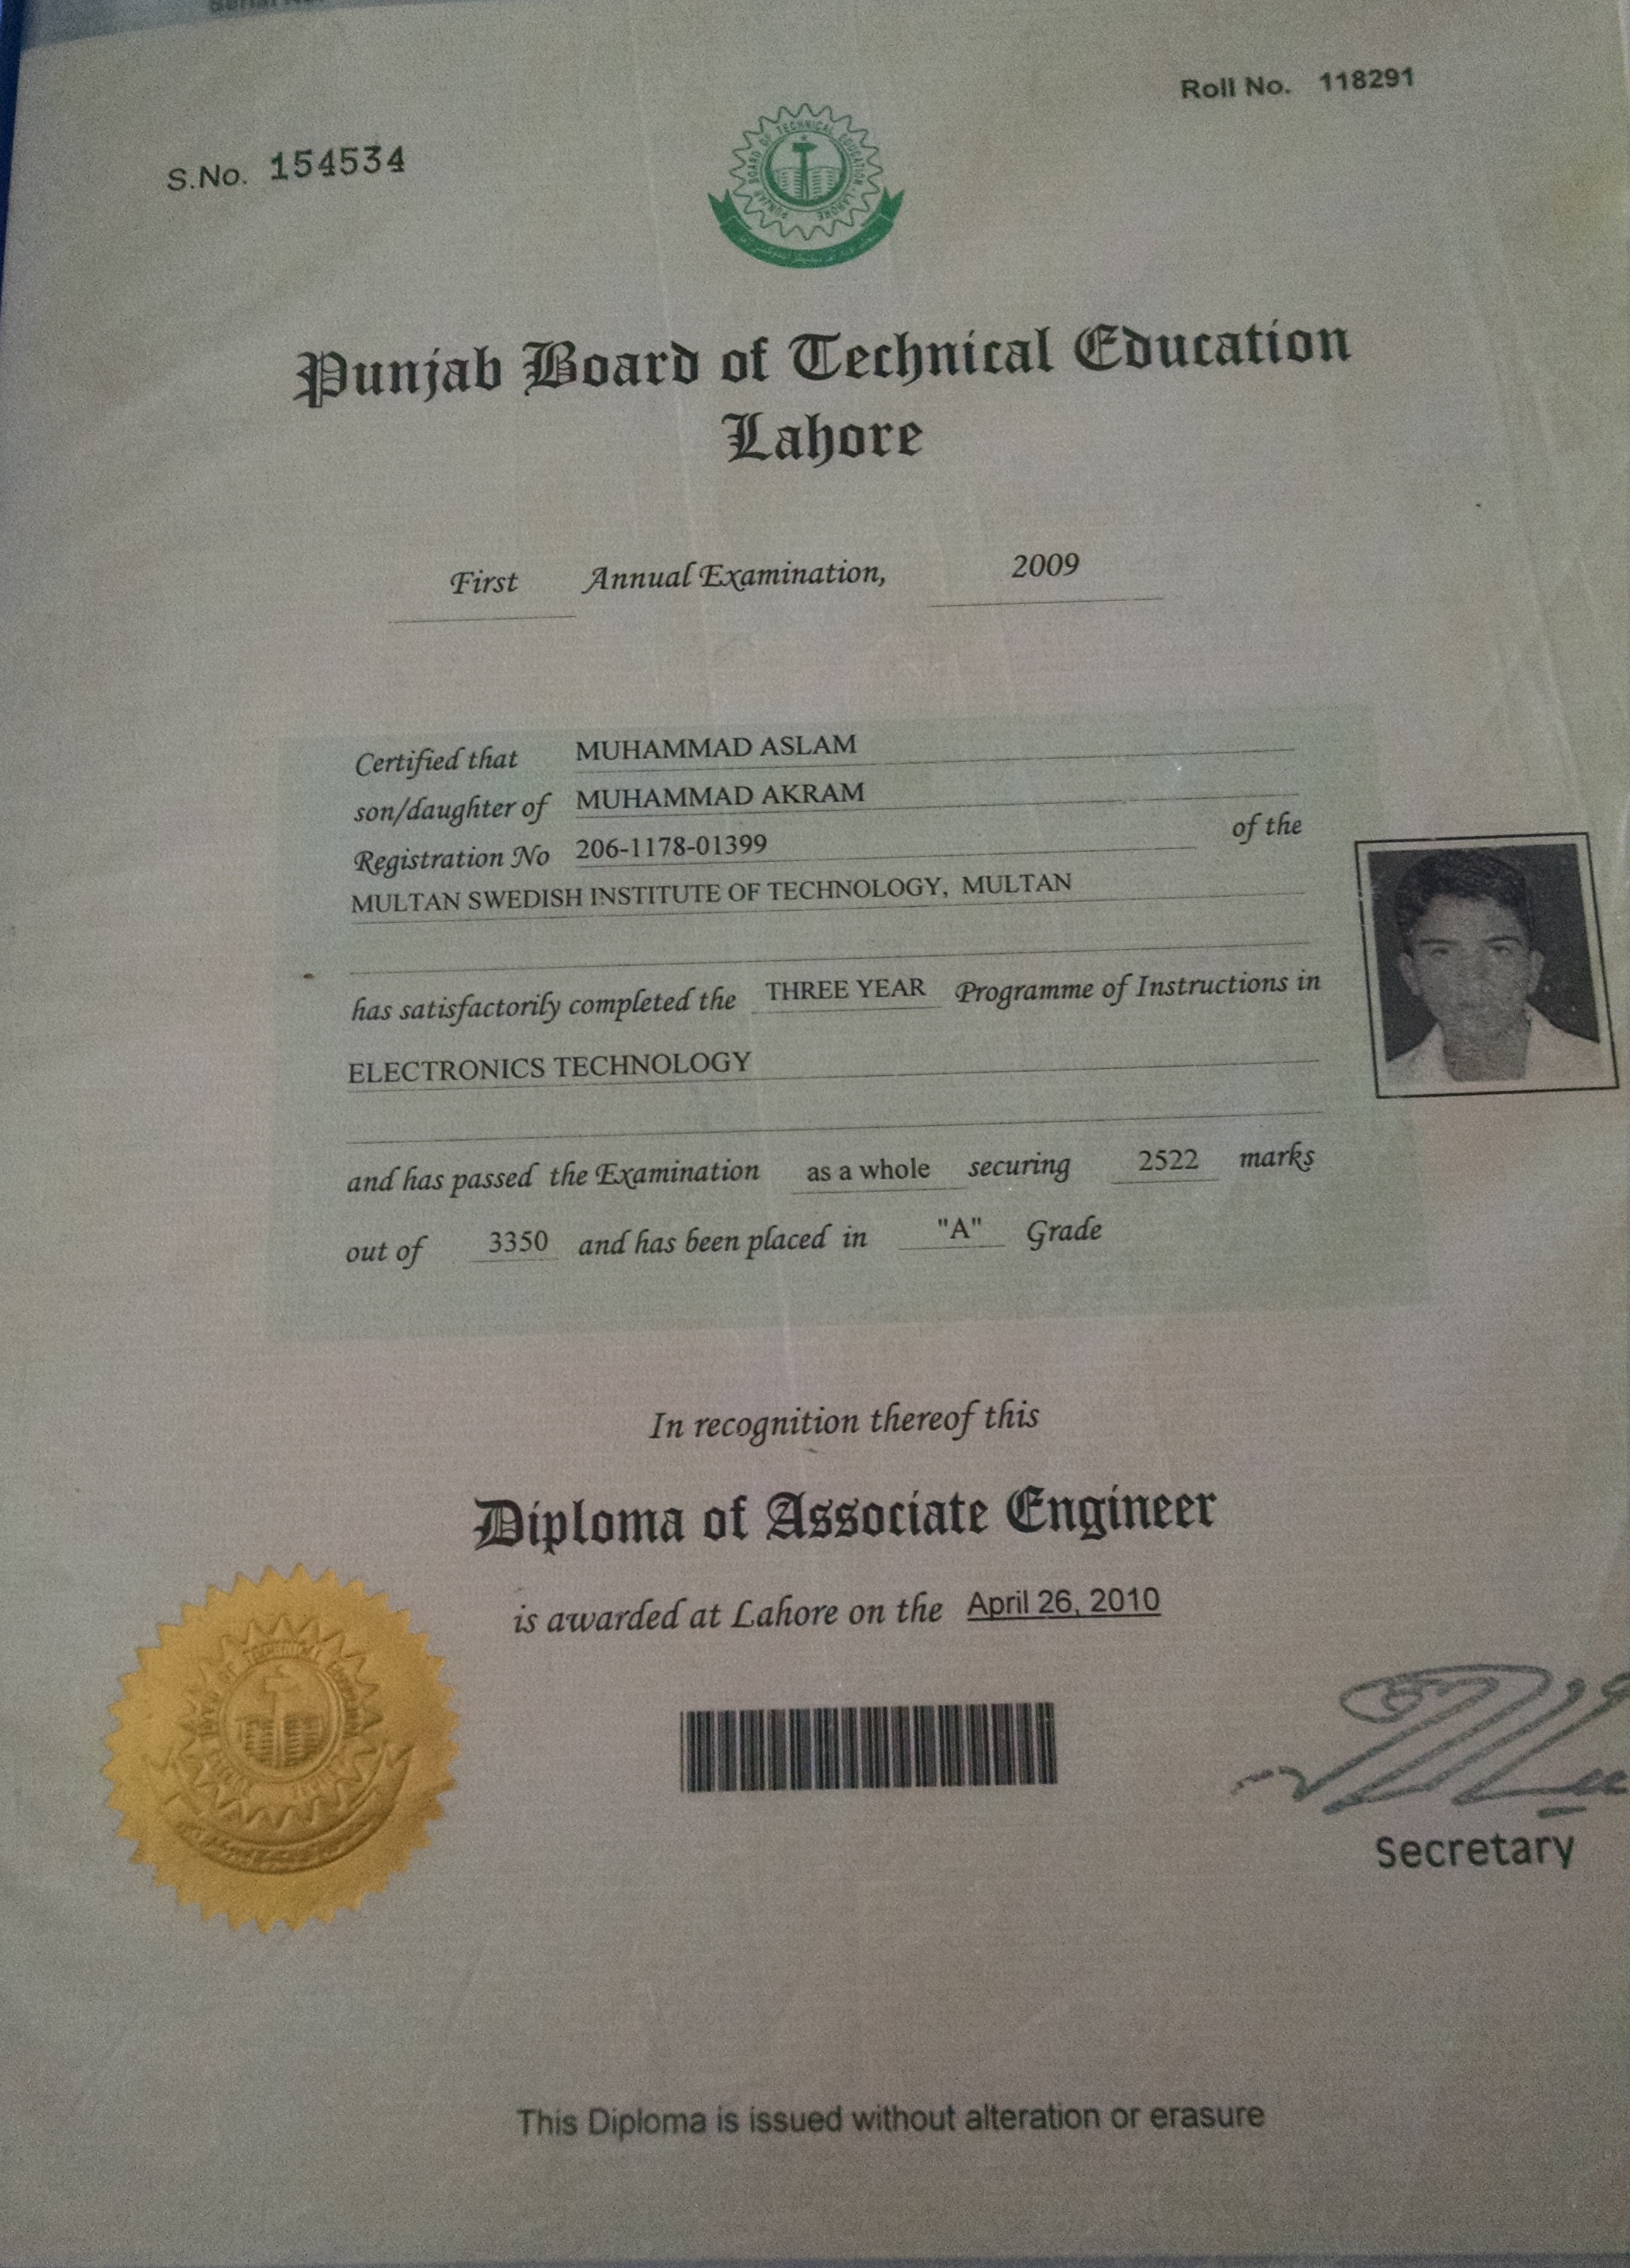 S.No. 154534
Roll No. 118291
PUNJAB BOARD OF TECHNICAL EDUCATION LAHORE
Punjab Board of Technical Education
Lahore
First Annual Examination, 2009
Certified that MUHAMMAD ASLAM
son/daughter of MUHAMMAD AKRAM
Registration No 206-1178-01399 of the
MULTAN SWEDISH INSTITUTE OF TECHNOLOGY, MULTAN
has satisfactorily completed the THREE YEAR Programme of Instructions in
ELECTRONICS TECHNOLOGY
and has passed the Examination as a whole securing 2522 marks
out of 3350 and has been placed in "A" Grade
In recognition thereof this
Diploma of Associate Engineer
is awarded at Lahore on the April 26, 2010
Secretary
This Diploma is issued without alteration or erasure